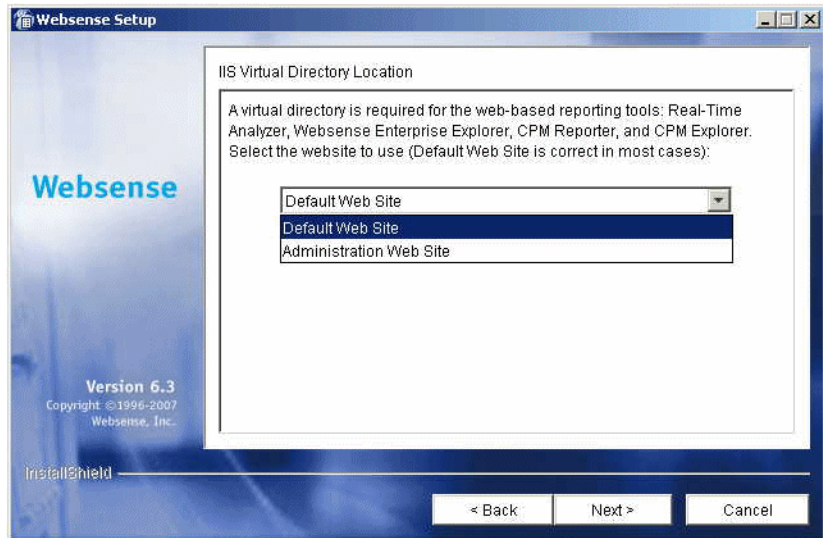 Websense Setup
IIS Virtual Directory Location
A virtual directory is required for the web-based reporting tools: Real-Time
Analyzer, Websense Enterprise Explorer, CPM Reporter, and CPM Explorer.
Select the website to use (Default Web Site is correct in most cases):
Websense
Default Web Site
Default Web Site
Administration Web Site
Version 6.3
Copyright ©1996-2007
Websense, Inc.
InstallShield
< Back
Next >
Cancel